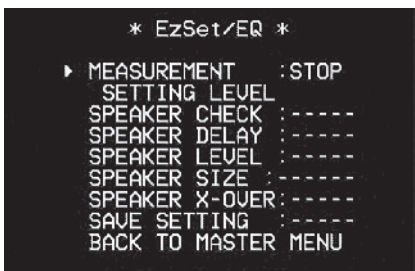 * EzSet/EQ *
▶ MEASUREMENT :STOP
SETTING LEVEL
SPEAKER CHECK :-----
SPEAKER DELAY :-----
SPEAKER LEVEL :-----
SPEAKER SIZE :------
SPEAKER X-OVER:-----
SAVE SETTING :-----
BACK TO MASTER MENU